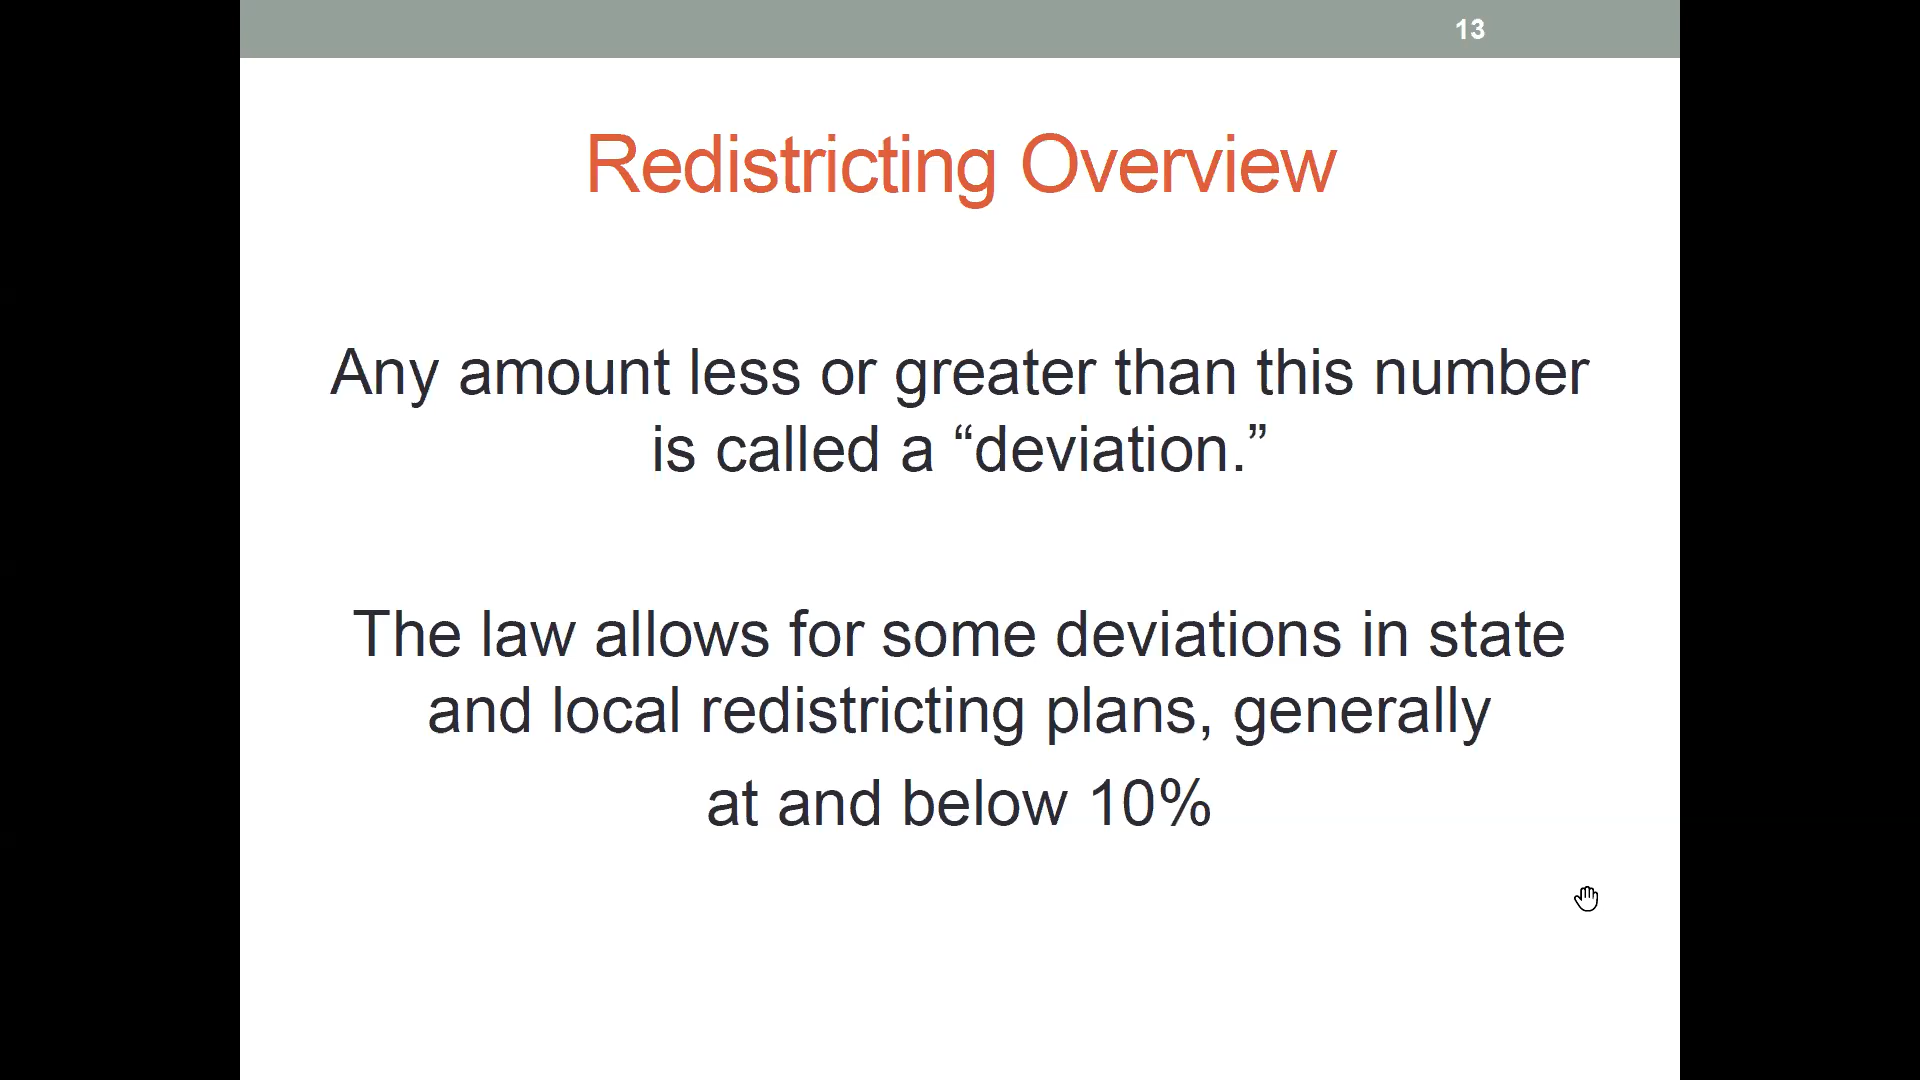 13
Redistricting Overview
Any amount less or greater than this number
is called a “deviation.”
The law allows for some deviations in state
and local redistricting plans, generally
at and below 10%